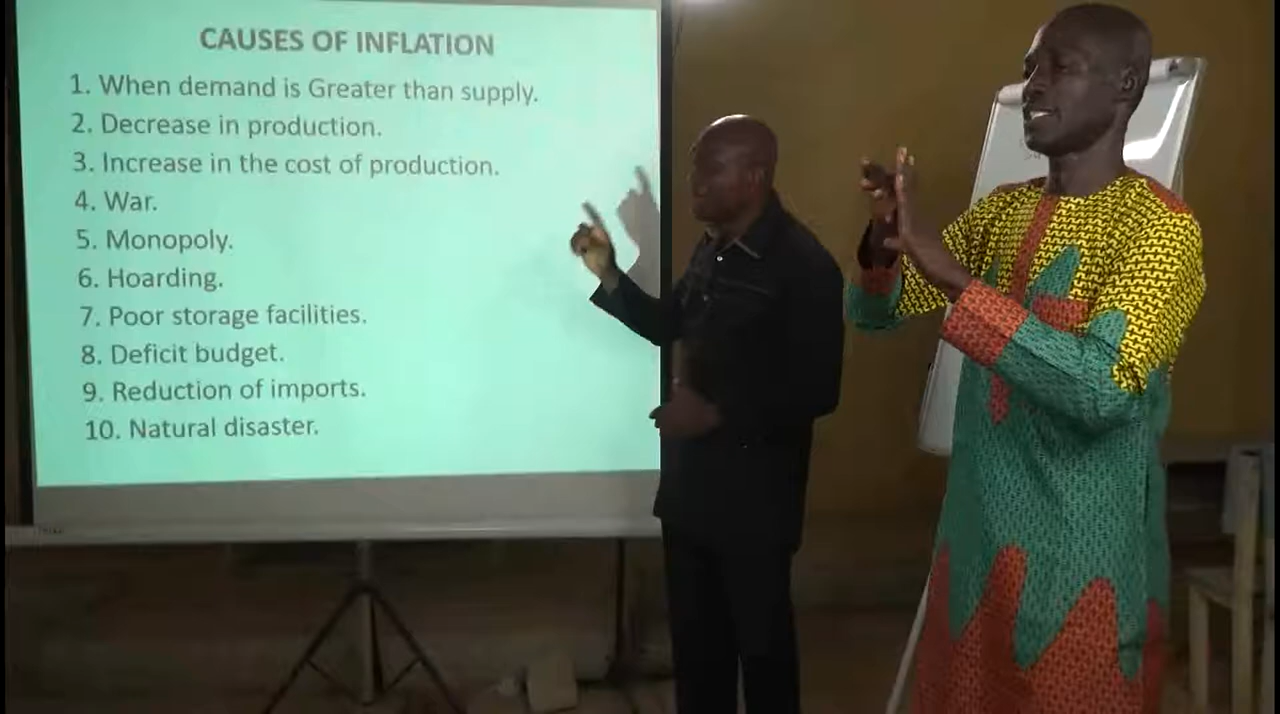 CAUSES OF INFLATION
1. When demand is Greater than supply.
2. Decrease in production.
3. Increase in the cost of production.
4. War.
5. Monopoly.
6. Hoarding.
7. Poor storage facilities.
8. Deficit budget.
9. Reduction of imports.
10. Natural disaster.